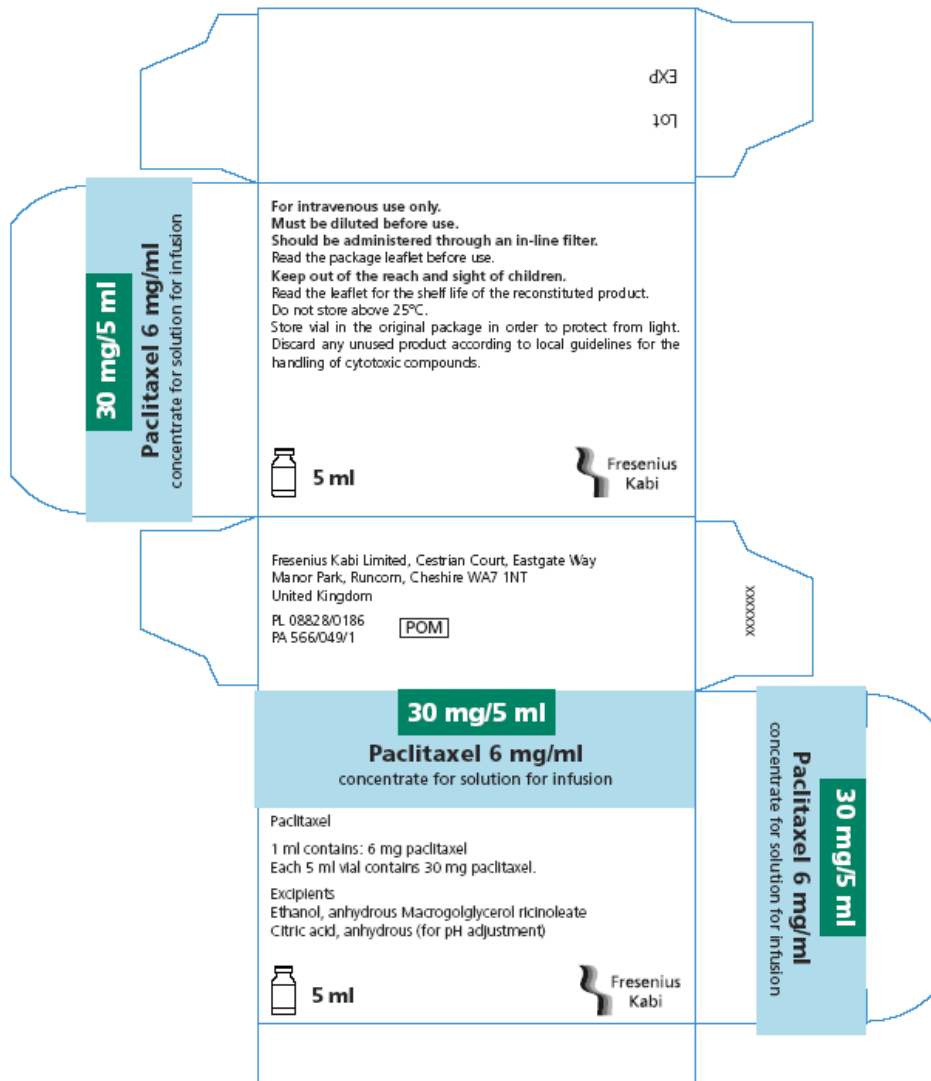 EXP
Lot
30 mg/5 ml
Paclitaxel 6 mg/ml
concentrate for solution for infusion
For intravenous use only.
Must be diluted before use.
Should be administered through an in-line filter.
Read the package leaflet before use.
Keep out of the reach and sight of children.
Read the leaflet for the shelf life of the reconstituted product.
Do not store above 25°C.
Store vial in the original package in order to protect from light.
Discard any unused product according to local guidelines for the
handling of cytotoxic compounds.
5 ml
Fresenius
Kabi
Fresenius Kabi Limited, Cestrian Court, Eastgate Way
Manor Park, Runcorn, Cheshire WA7 1NT
United Kingdom
PL 08828/0186
PA 566/049/1
POM
XXXXXXX
30 mg/5 ml
Paclitaxel 6 mg/ml
concentrate for solution for infusion
Paclitaxel
1 ml contains: 6 mg paclitaxel
Each 5 ml vial contains 30 mg paclitaxel.
Excipients
Ethanol, anhydrous Macrogolglycerol ricinoleate
Citric acid, anhydrous (for pH adjustment)
5 ml
Fresenius
Kabi
30 mg/5 ml
Paclitaxel 6 mg/ml
concentrate for solution for infusion